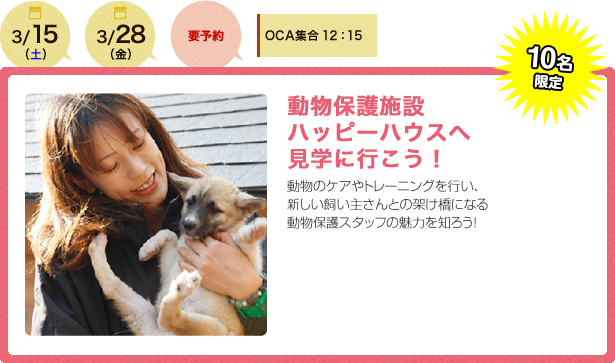 3/15
(土)
3/28
(金)
要予約
OCA集合 12:15
10名
限定
動物保護施設
ハッピーハウスへ
見学に行こう!
動物のケアやトレーニングを行い、
新しい飼い主さんとの架け橋になる
動物保護スタッフの魅力を知ろう!